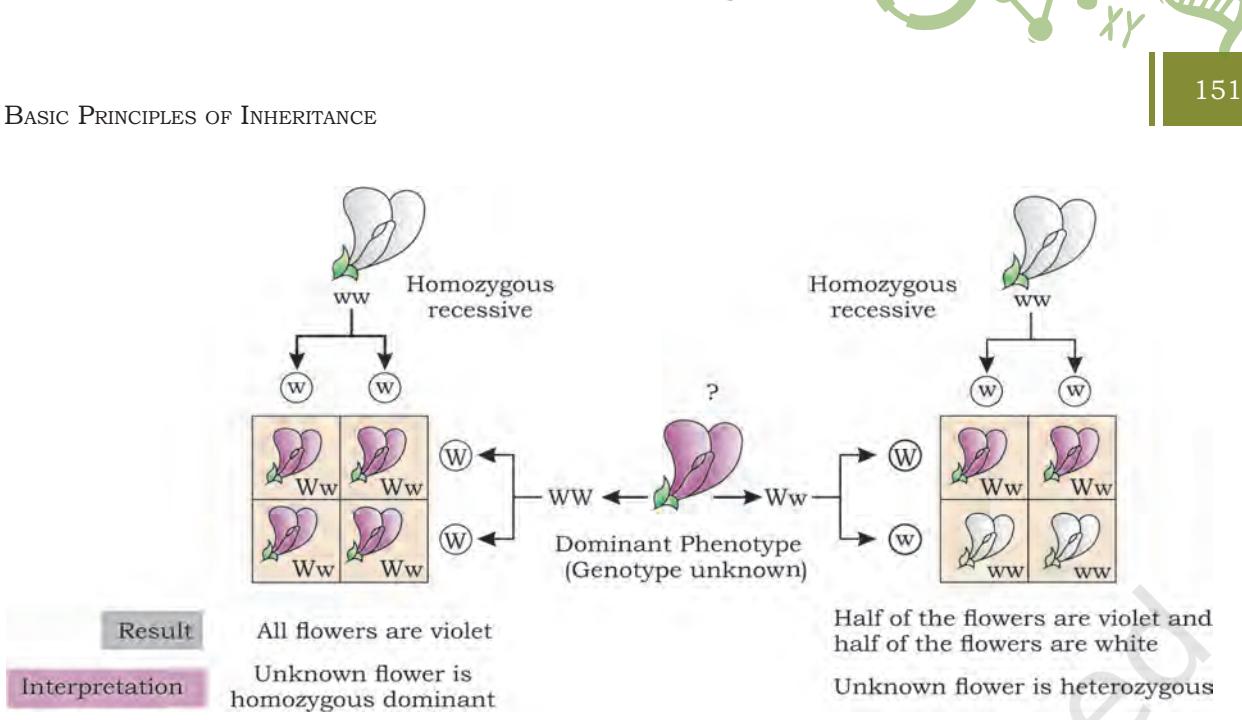 XY
151
BASIC PRINCIPLES OF INHERITANCE
ww
Homozygous
recessive
w w
Ww Ww
Ww Ww
W
W
WW
?
Dominant Phenotype
(Genotype unknown)
Ww
W
w
Homozygous
recessive
ww
w w
Ww Ww
ww ww
Result
All flowers are violet
Half of the flowers are violet and
half of the flowers are white
Interpretation
Unknown flower is
homozygous dominant
Unknown flower is heterozygous